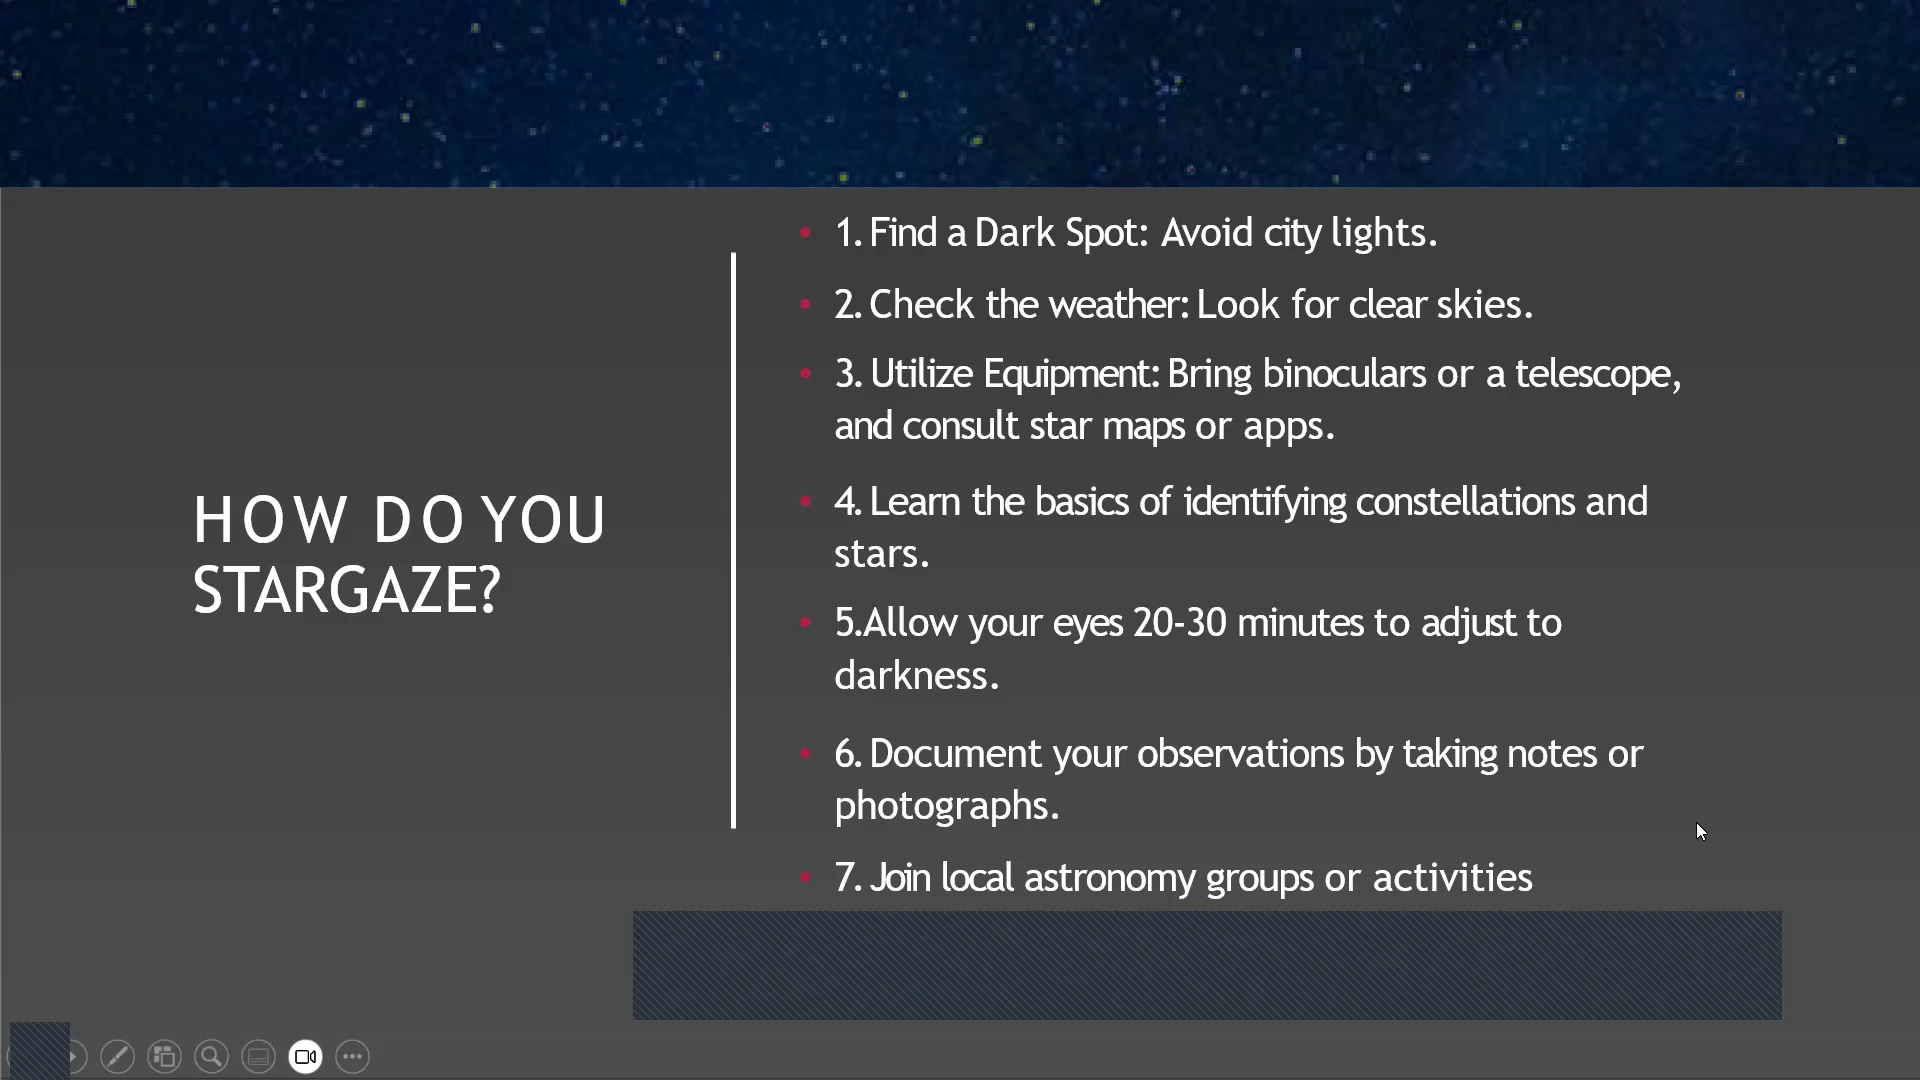 HOW DO YOU
STARGAZE?
• 1. Find a Dark Spot: Avoid city lights.
• 2. Check the weather: Look for clear skies.
• 3. Utilize Equipment: Bring binoculars or a telescope,
and consult star maps or apps.
• 4. Learn the basics of identifying constellations and
stars.
• 5.Allow your eyes 20-30 minutes to adjust to
darkness.
• 6. Document your observations by taking notes or
photographs.
• 7. Join local astronomy groups or activities